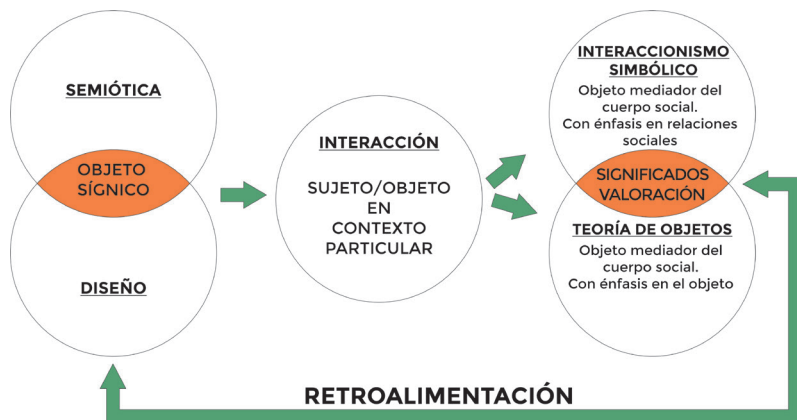 SEMIÓTICA
OBJETO
SÍGNICO
DISEÑO
INTERACCIÓN
SUJETO/OBJETO
EN
CONTEXTO
PARTICULAR
INTERACCIONISMO
SIMBÓLICO
Objeto mediador del
cuerpo social.
Con énfasis en relaciones
sociales
SIGNIFICADOS
VALORACIÓN
TEORÍA DE OBJETOS
Objeto mediador del
cuerpo social.
Con énfasis en el objeto
RETROALIMENTACIÓN